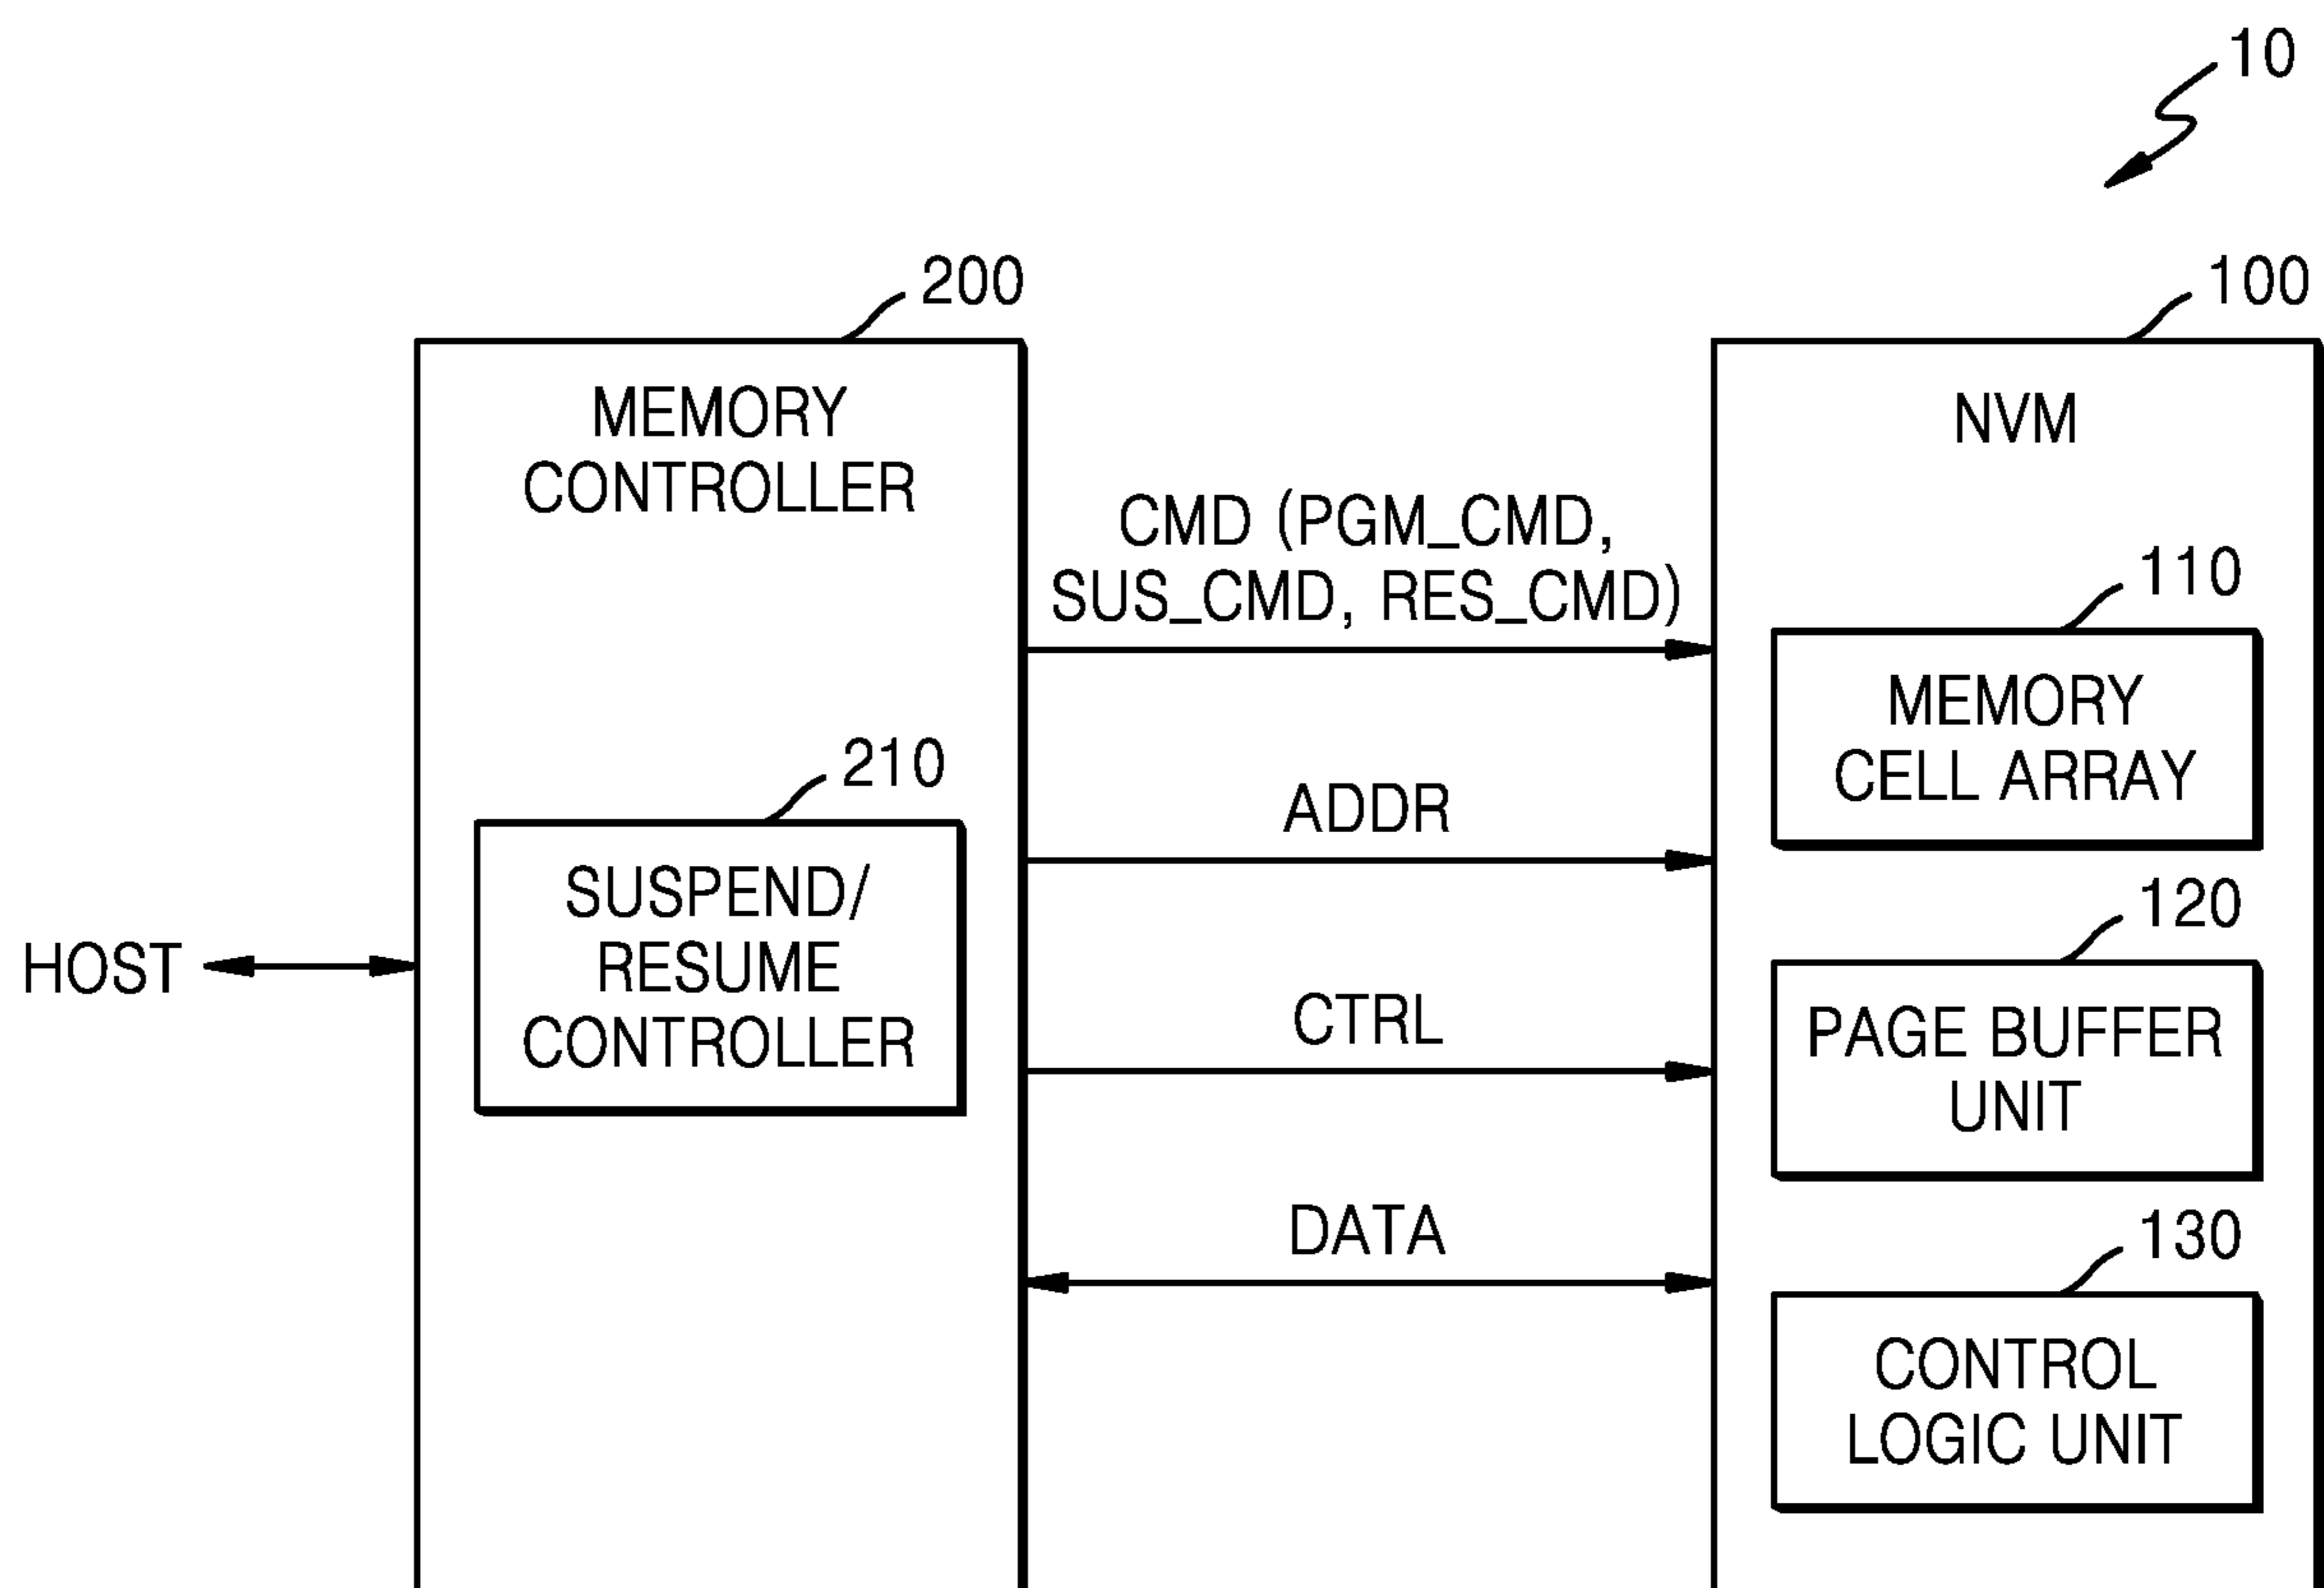 10
200
100
MEMORY
CONTROLLER
NVM
CMD (PGM_CMD,
SUS_CMD, RES_CMD)
110
MEMORY
CELL ARRAY
210
ADDR
SUSPEND/
RESUME
CONTROLLER
120
HOST
CTRL
PAGE BUFFER
UNIT
DATA
130
CONTROL
LOGIC UNIT